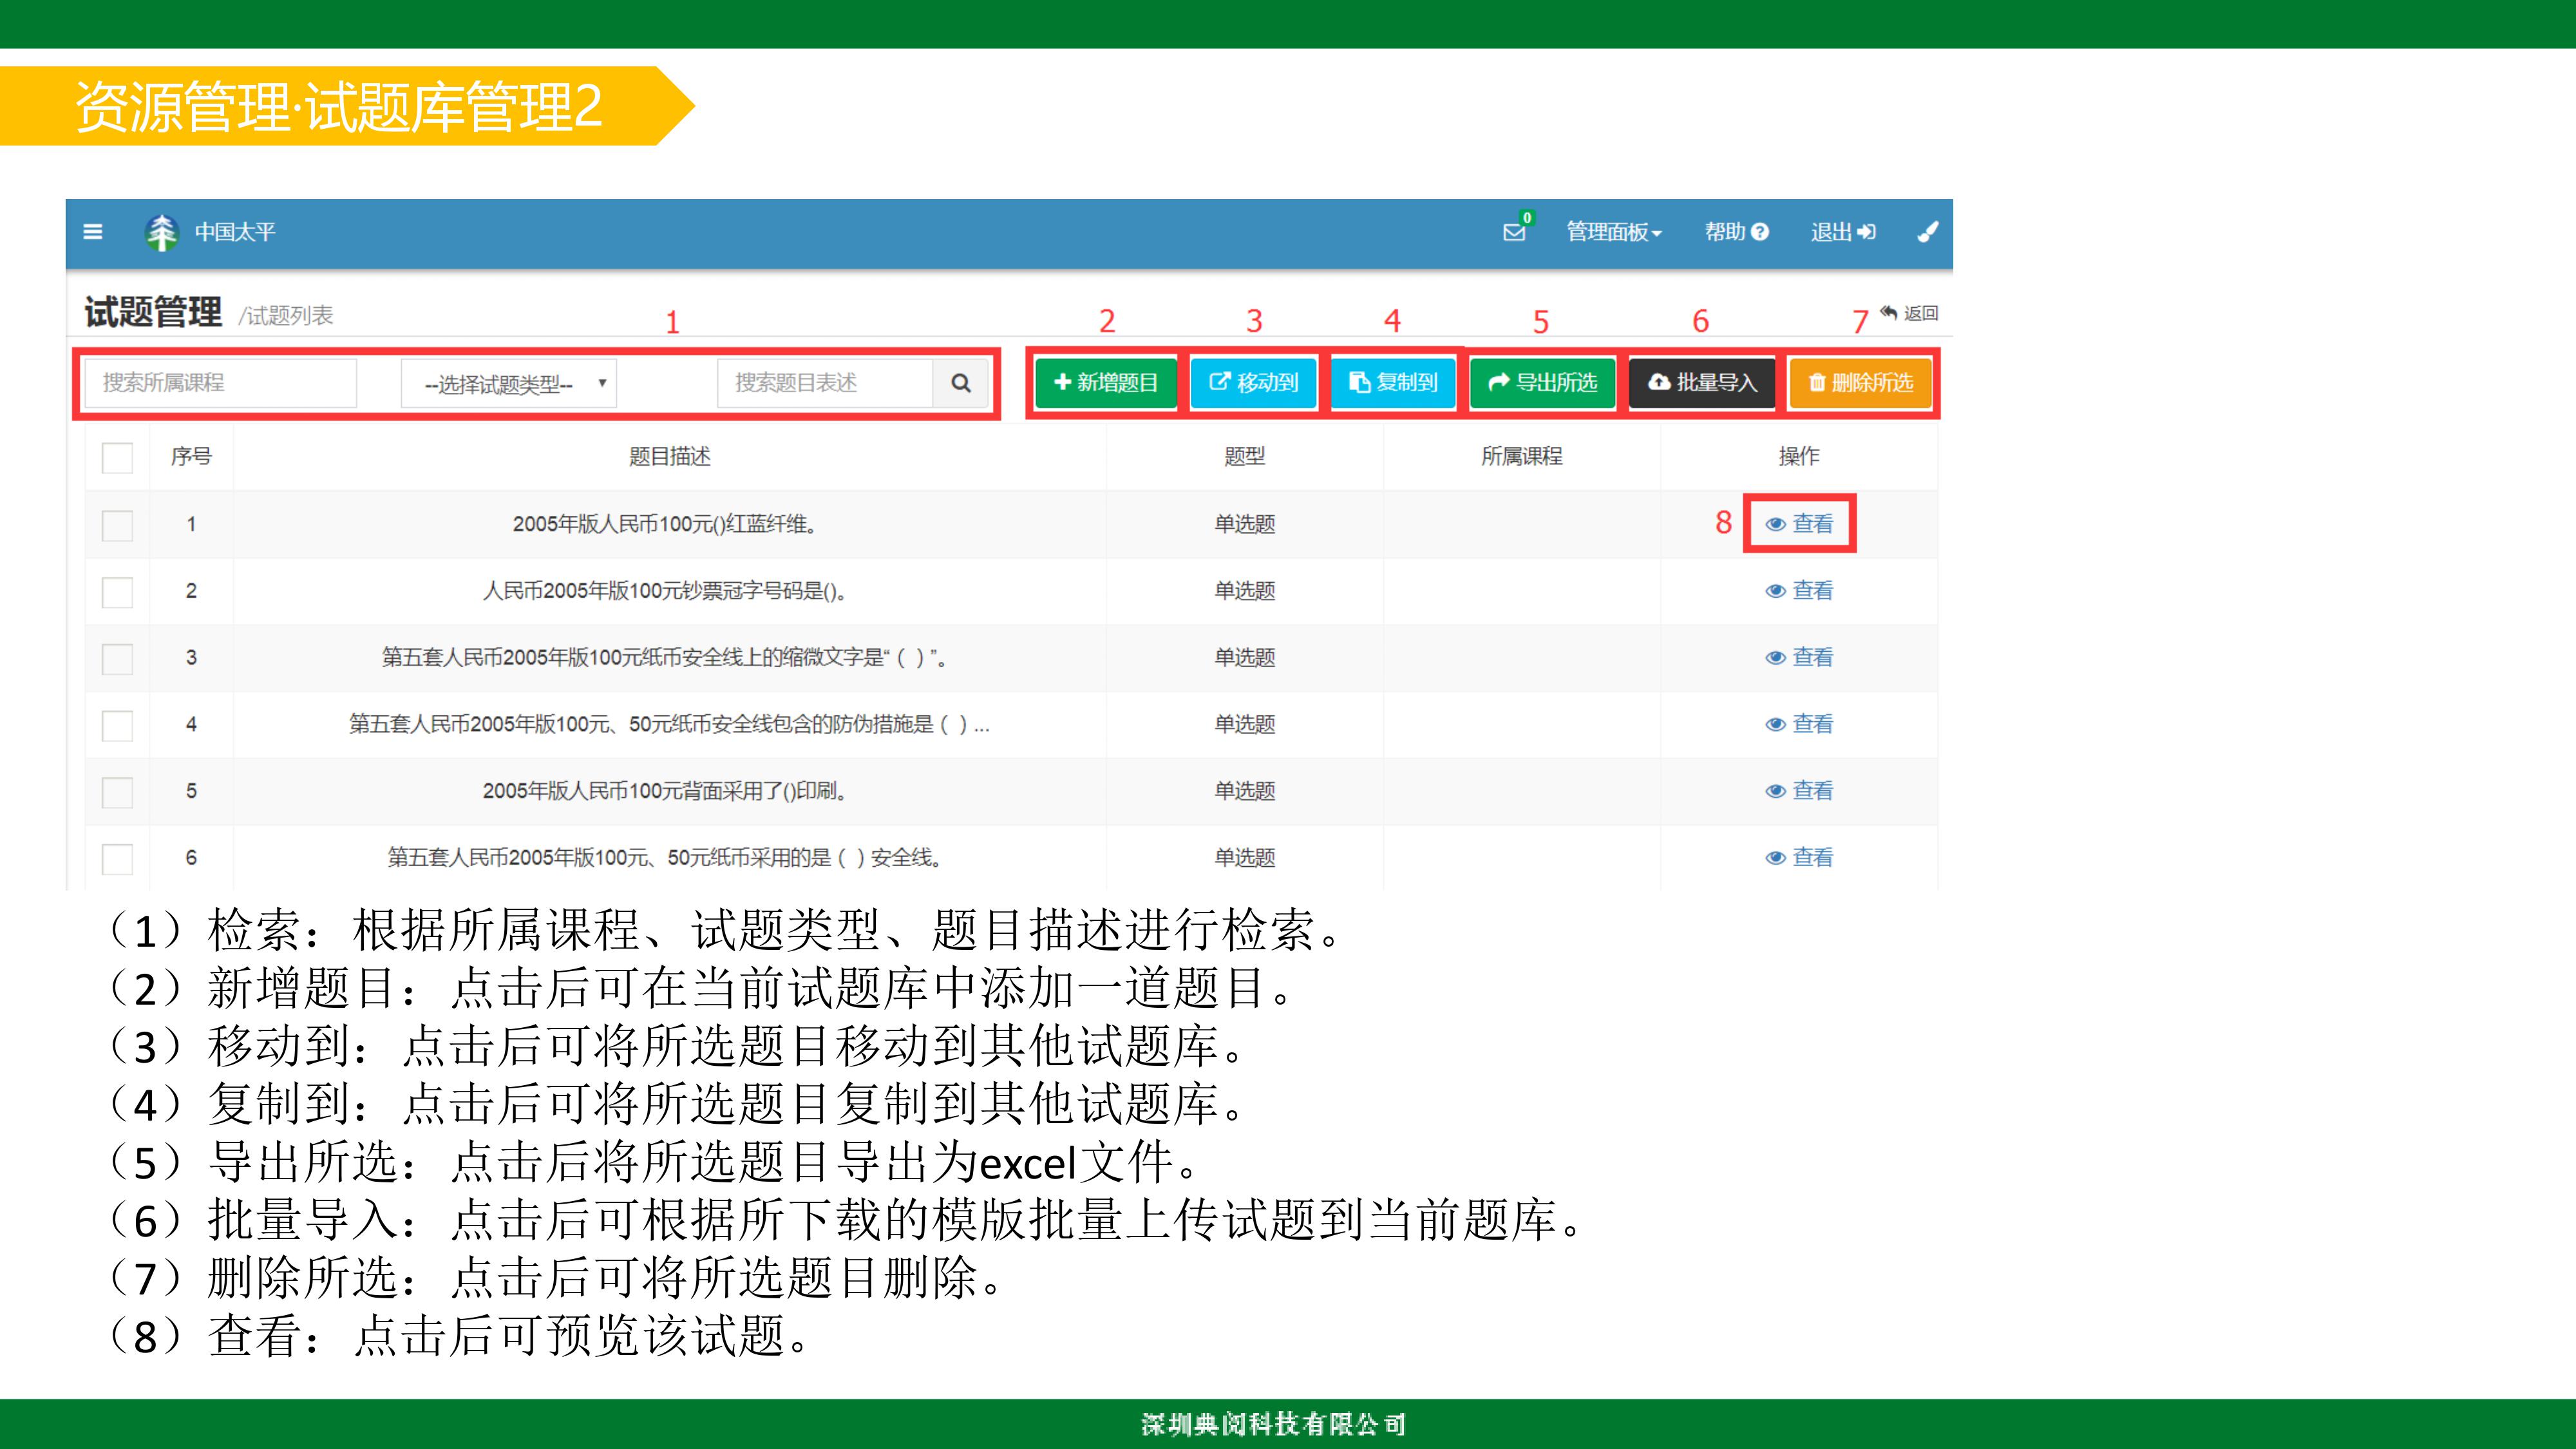 资源管理·试题库管理2
中国太平
0
管理面板
帮助
退出
试题管理 /试题列表
返回
1 2 3 4 5 6 7
搜索所属课程 --选择试题类型-- 搜索题目表述 新增题目 移动到 复制到 导出所选 批量导入 删除所选
序号 题目描述 题型 所属课程 操作
1 2005年版人民币100元()红蓝纤维。 单选题 8 查看
2 人民币2005年版100元钞票冠字号码是()。 单选题 查看
3 第五套人民币2005年版100元纸币安全线上的缩微文字是“（ ）”。 单选题 查看
4 第五套人民币2005年版100元、50元纸币安全线包含的防伪措施是（ ）... 单选题 查看
5 2005年版人民币100元背面采用了()印刷。 单选题 查看
6 第五套人民币2005年版100元、50元纸币采用的是（ ）安全线。 单选题 查看
（1）检索：根据所属课程、试题类型、题目描述进行检索。
（2）新增题目：点击后可在当前试题库中添加一道题目。
（3）移动到：点击后可将所选题目移动到其他试题库。
（4）复制到：点击后可将所选题目复制到其他试题库。
（5）导出所选：点击后将所选题目导出为excel文件。
（6）批量导入：点击后可根据所下载的模版批量上传试题到当前题库。
（7）删除所选：点击后可将所选题目删除。
（8）查看：点击后可预览该试题。
深圳典阅科技有限公司